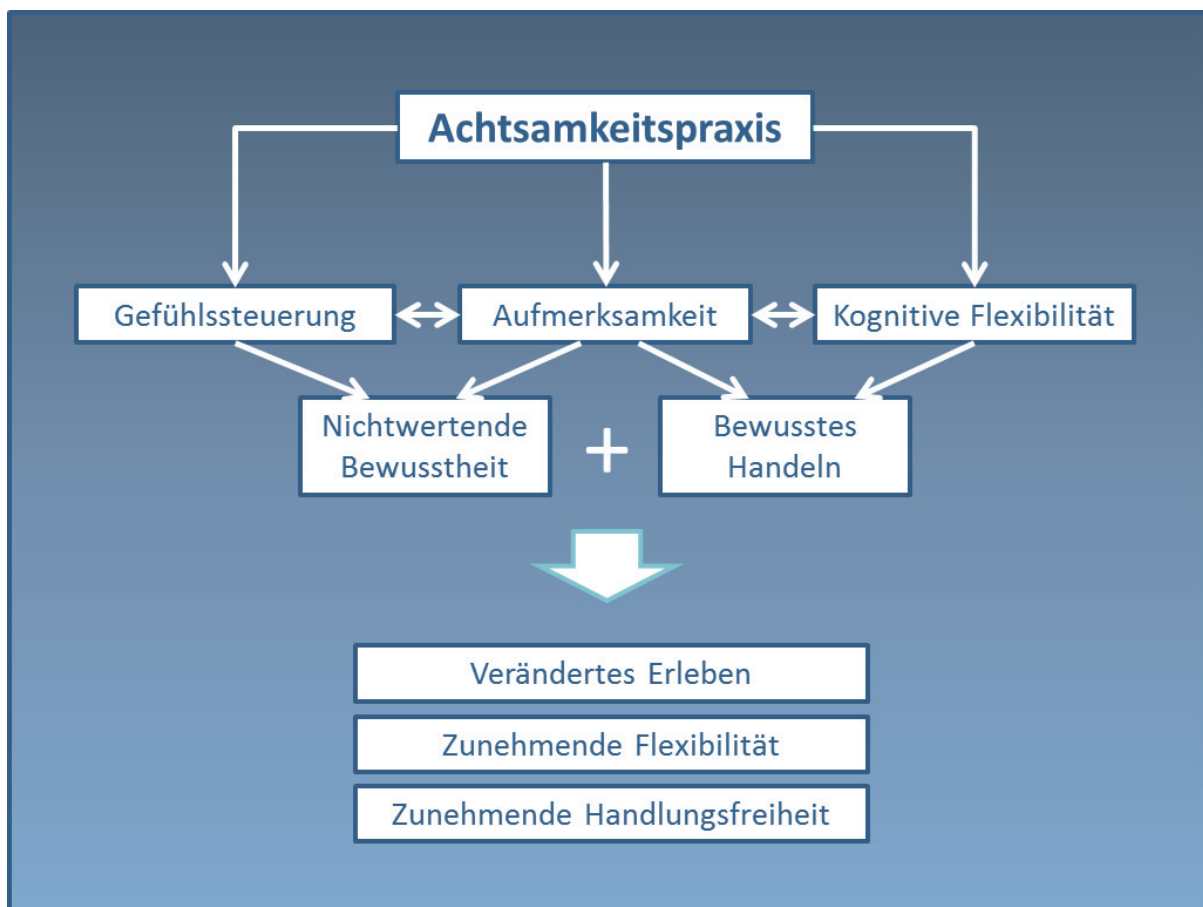 Achtsamkeitspraxis
Gefühlssteuerung
Aufmerksamkeit
Kognitive Flexibilität
Nichtwertende
Bewusstheit
+
Bewusstes
Handeln
Verändertes Erleben
Zunehmende Flexibilität
Zunehmende Handlungsfreiheit